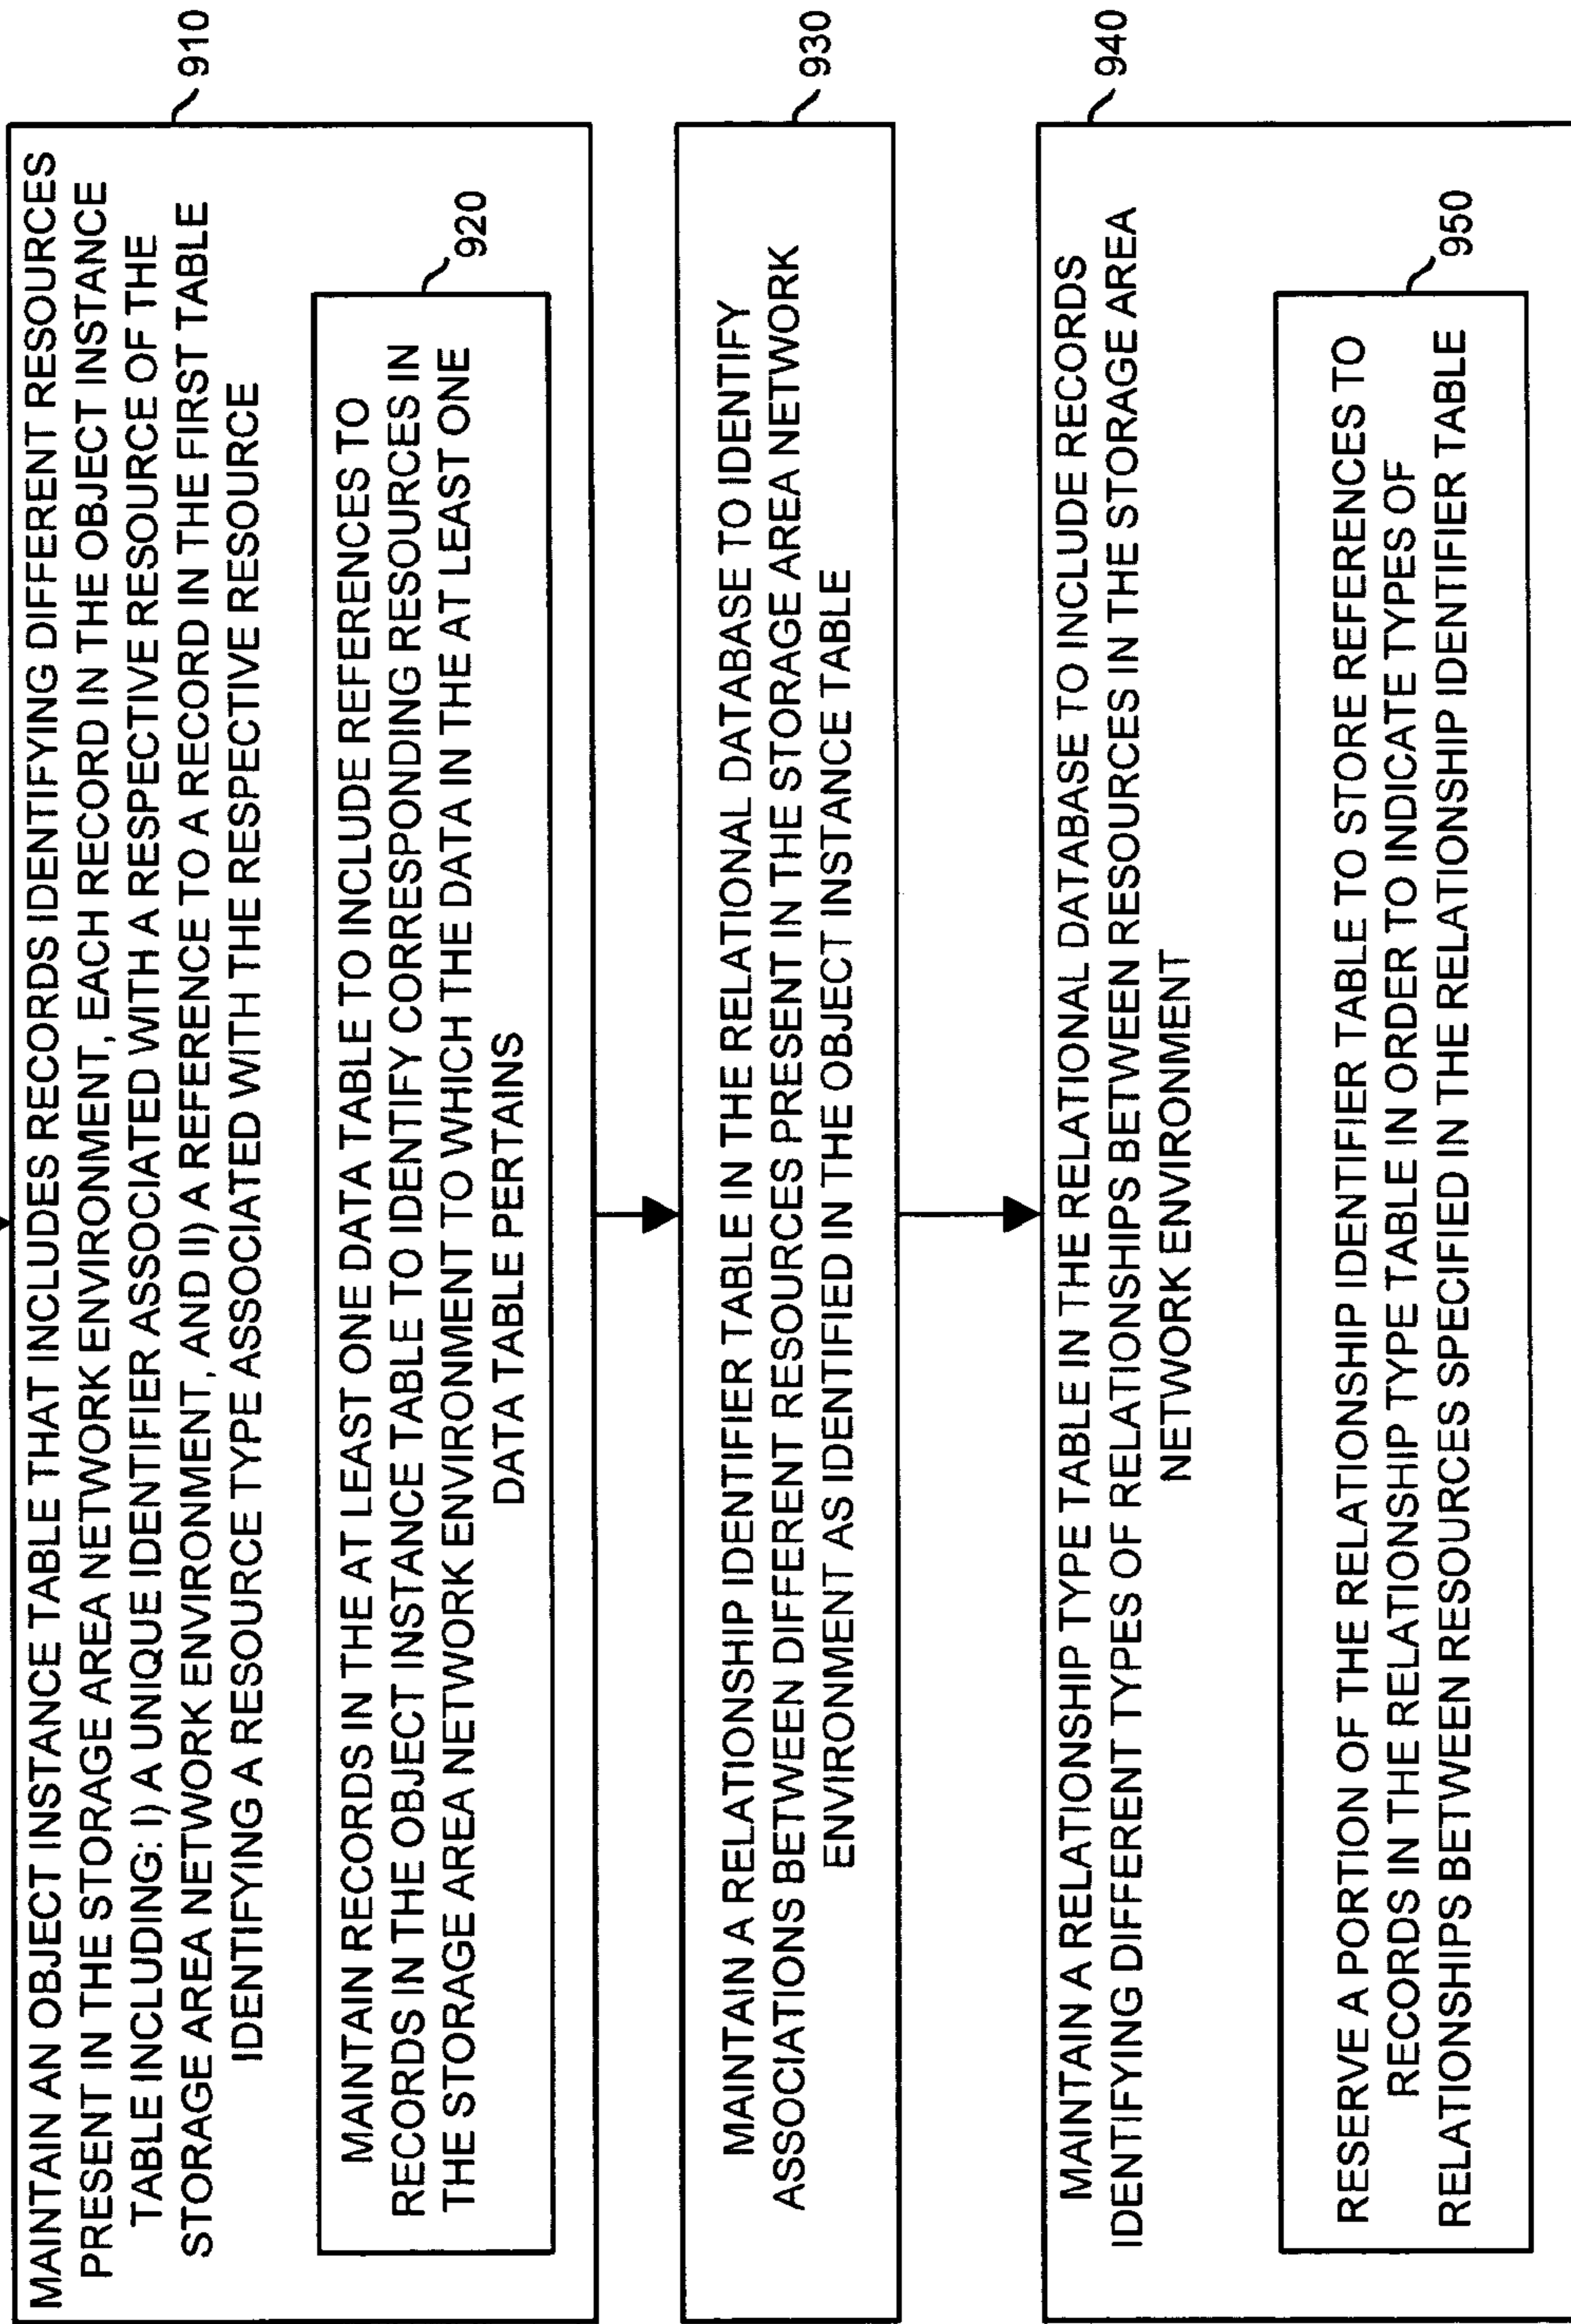 MAINTAIN AN OBJECT INSTANCE TABLE THAT INCLUDES RECORDS IDENTIFYING DIFFERENT RESOURCES
PRESENT IN THE STORAGE AREA NETWORK ENVIRONMENT, EACH RECORD IN THE OBJECT INSTANCE
TABLE INCLUDING: I) A UNIQUE IDENTIFIER ASSOCIATED WITH A RESPECTIVE RESOURCE OF THE
STORAGE AREA NETWORK ENVIRONMENT, AND II) A REFERENCE TO A RECORD IN THE FIRST TABLE
IDENTIFYING A RESOURCE TYPE ASSOCIATED WITH THE RESPECTIVE RESOURCE
910
MAINTAIN RECORDS IN THE AT LEAST ONE DATA TABLE TO INCLUDE REFERENCES TO
RECORDS IN THE OBJECT INSTANCE TABLE TO IDENTIFY CORRESPONDING RESOURCES IN
THE STORAGE AREA NETWORK ENVIRONMENT TO WHICH THE DATA IN THE AT LEAST ONE
DATA TABLE PERTAINS
920
MAINTAIN A RELATIONSHIP IDENTIFIER TABLE IN THE RELATIONAL DATABASE TO IDENTIFY
ASSOCIATIONS BETWEEN DIFFERENT RESOURCES PRESENT IN THE STORAGE AREA NETWORK
ENVIRONMENT AS IDENTIFIED IN THE OBJECT INSTANCE TABLE
930
MAINTAIN A RELATIONSHIP TYPE TABLE IN THE RELATIONAL DATABASE TO INCLUDE RECORDS
IDENTIFYING DIFFERENT TYPES OF RELATIONSHIPS BETWEEN RESOURCES IN THE STORAGE AREA
NETWORK ENVIRONMENT
940
RESERVE A PORTION OF THE RELATIONSHIP IDENTIFIER TABLE TO STORE REFERENCES TO
RECORDS IN THE RELATIONSHIP TYPE TABLE IN ORDER TO INDICATE TYPES OF
RELATIONSHIPS BETWEEN RESOURCES SPECIFIED IN THE RELATIONSHIP IDENTIFIER TABLE
950